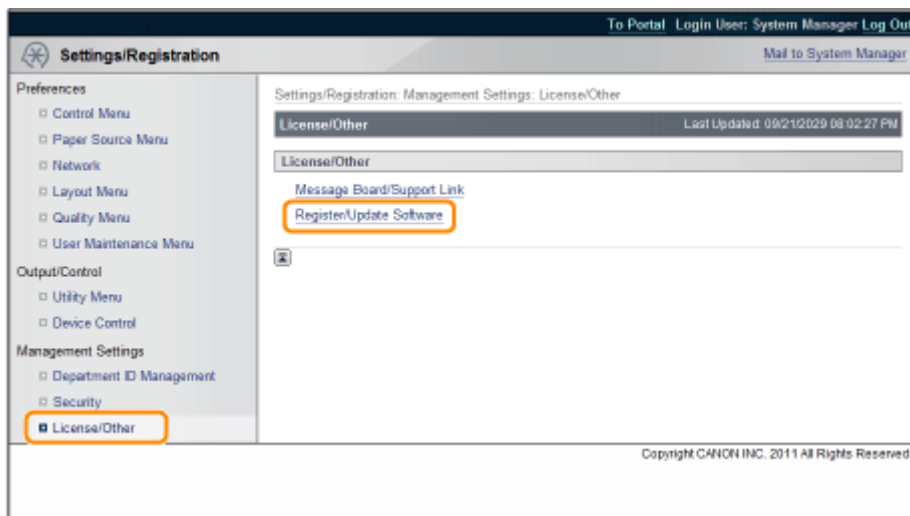 To Portal Login User: System Manager Log Out
Settings/Registration
Mail to System Manager
Preferences
Control Menu
Paper Source Menu
Network
Layout Menu
Quality Menu
User Maintenance Menu
Output/Control
Utility Menu
Device Control
Management Settings
Department ID Management
Security
License/Other
Settings/Registration: Management Settings: License/Other
License/Other Last Updated: 09/21/2029 08:02:27 PM
License/Other
Message Board/Support Link
Register/Update Software
Copyright CANON INC. 2011 All Rights Reserved